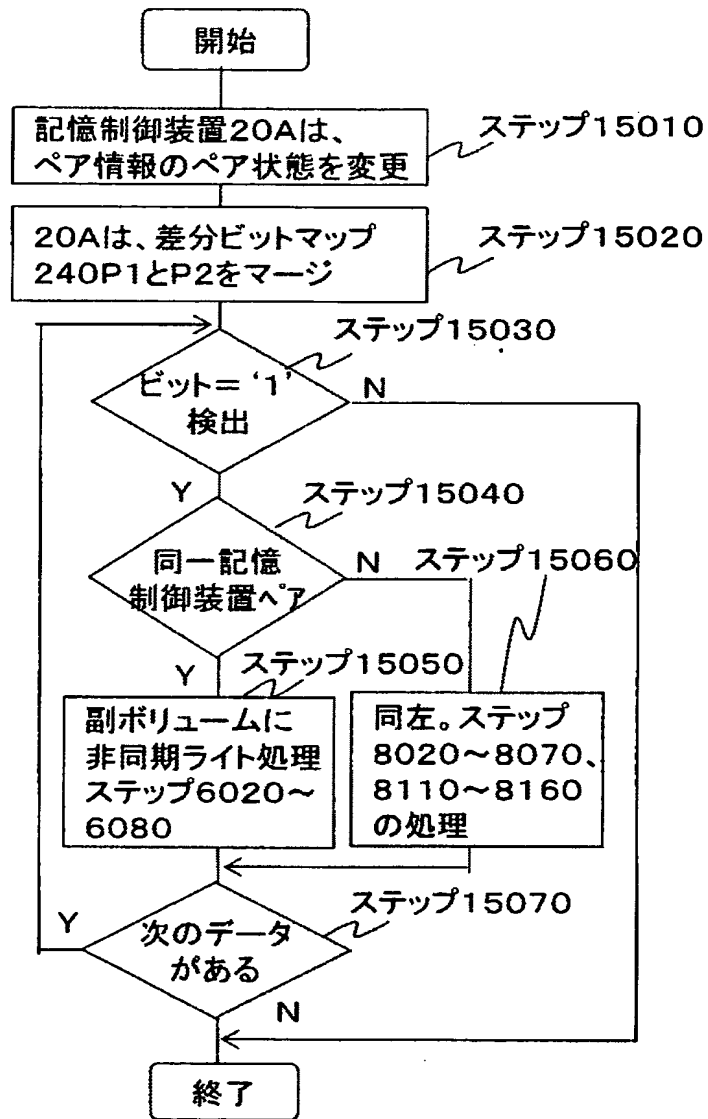 開始
記憶制御装置20Aは、
ペア情報のペア状態を変更
ステップ15010
20Aは、差分ビットマップ
240P1とP2をマージ
ステップ15020
ステップ15030
ビット=‘1’
検出
N
Y
ステップ15040
同一記憶
制御装置ペア
N
ステップ15060
Y
ステップ15050
副ボリュームに
非同期ライト処理
ステップ6020～
6080
同左。ステップ
8020～8070、
8110～8160
の処理
ステップ15070
Y
次のデータ
がある
N
終了